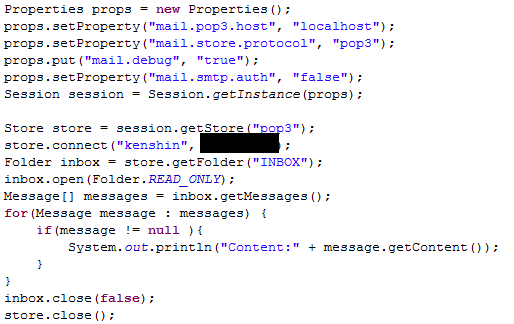 Properties props = new Properties();
props.setProperty("mail.pop3.host", "localhost");
props.setProperty("mail.store.protocol", "pop3");
props.put("mail.debug", "true");
props.setProperty("mail.smtp.auth", "false");
Session session = Session.getInstance(props);

Store store = session.getStore("pop3");
store.connect("kenshin", );
Folder inbox = store.getFolder("INBOX");
inbox.open(Folder.READ_ONLY);
Message[] messages = inbox.getMessages();
for(Message message : messages) {
    if(message != null ){
        System.out.println("Content:" + message.getContent());
    }
}
inbox.close(false);
store.close();